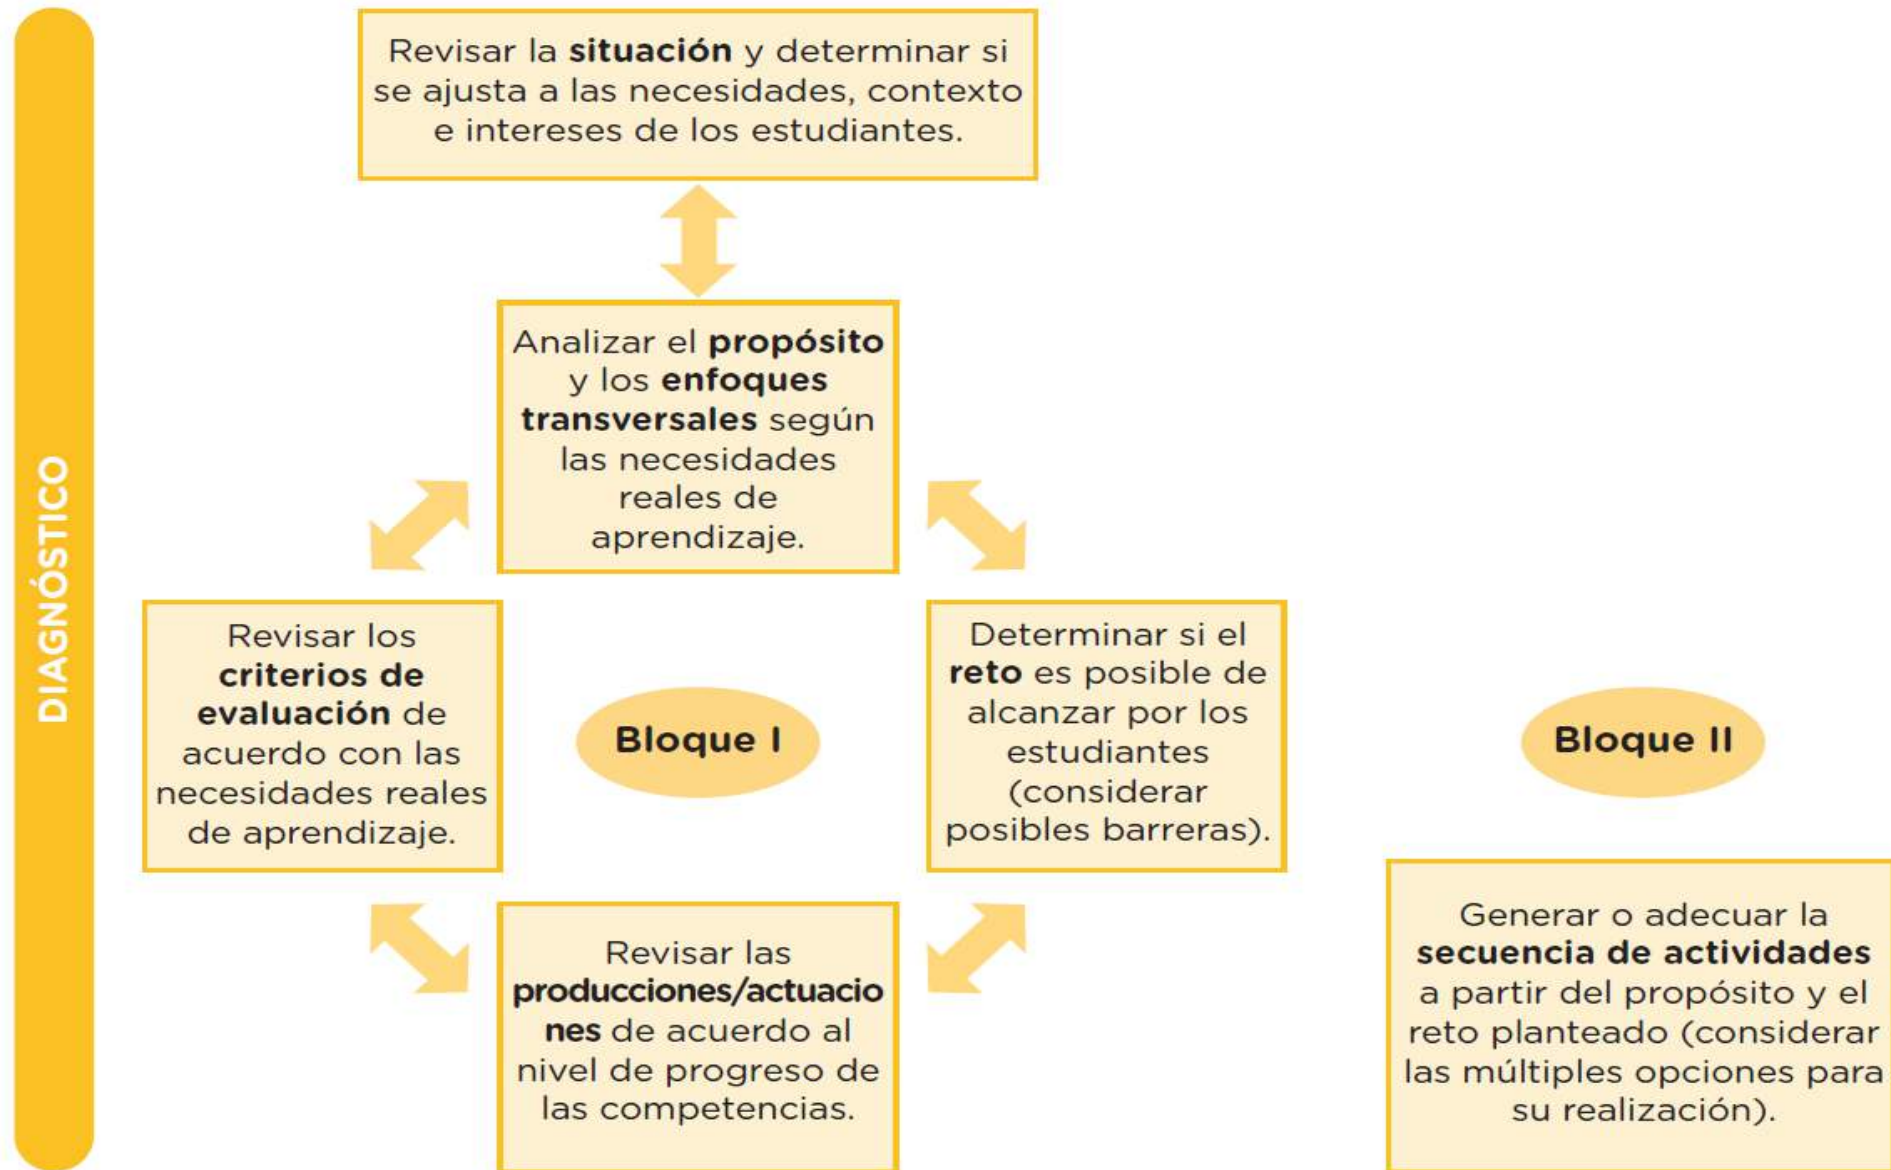 DIAGNÓSTICO
Revisar la situación y determinar si
se ajusta a las necesidades, contexto
e intereses de los estudiantes.
Analizar el propósito
y los enfoques
transversales según
las necesidades
reales de
aprendizaje.
Revisar los
criterios de
evaluación de
acuerdo con las
necesidades reales
de aprendizaje.
Bloque I
Determinar si el
reto es posible de
alcanzar por los
estudiantes
(considerar
posibles barreras).
Revisar las
producciones/actuacio
nes de acuerdo al
nivel de progreso de
las competencias.
Bloque II
Generar o adecuar la
secuencia de actividades
a partir del propósito y el
reto planteado (considerar
las múltiples opciones para
su realización).